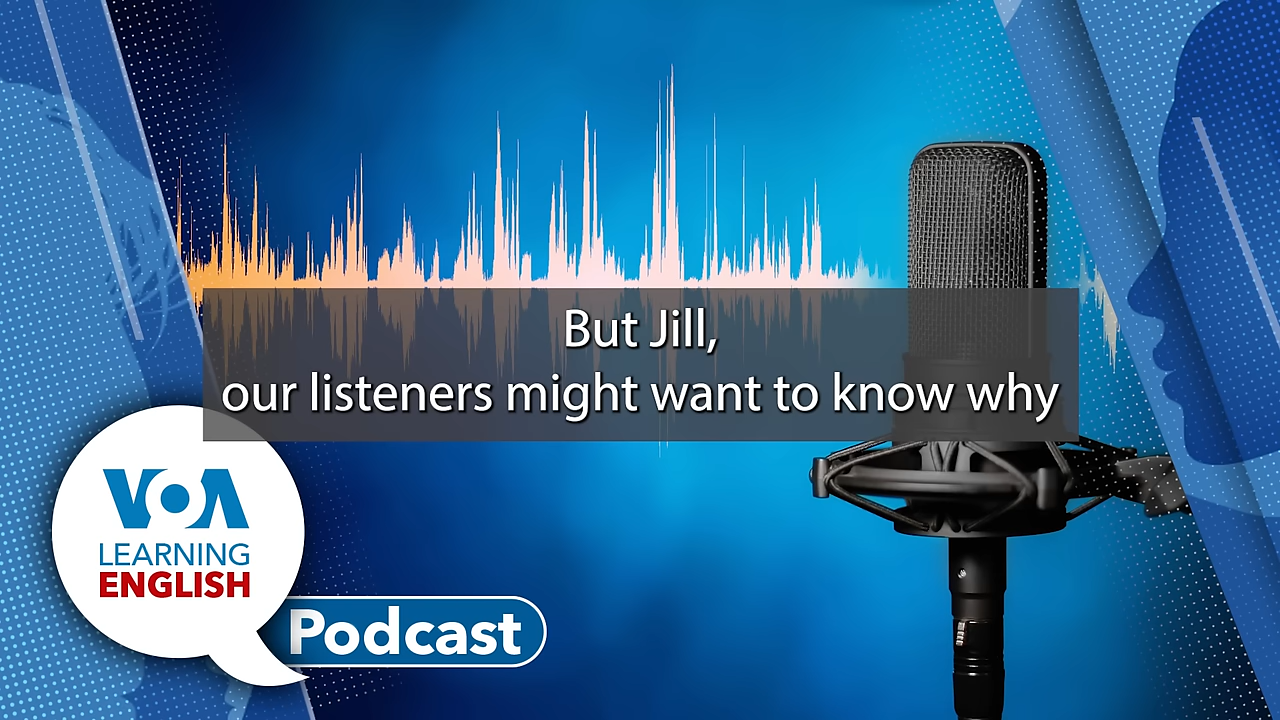 But Jill,
our listeners might want to know why
VOA
LEARNING
ENGLISH
Podcast